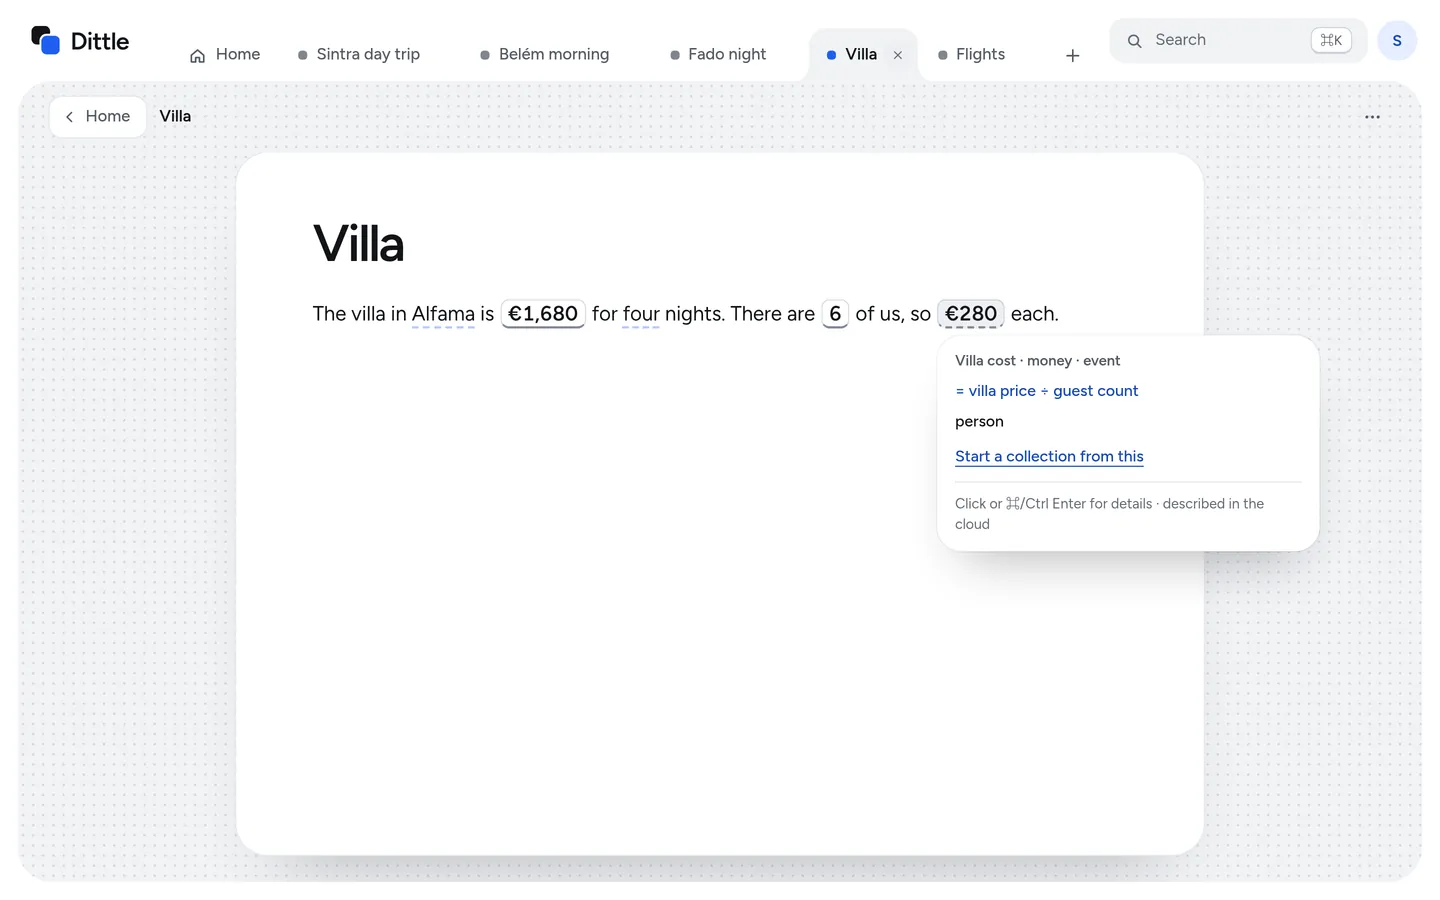 Dittle
Home
Sintra day trip
Belém morning
Fado night
Villa
Flights
Search
⌘K
S
Home
Villa
Villa
The villa in Alfama is €1,680 for four nights. There are 6 of us, so €280 each.
Villa cost · money · event
= villa price ÷ guest count
person
Start a collection from this
Click or ⌘/Ctrl Enter for details · described in the
cloud